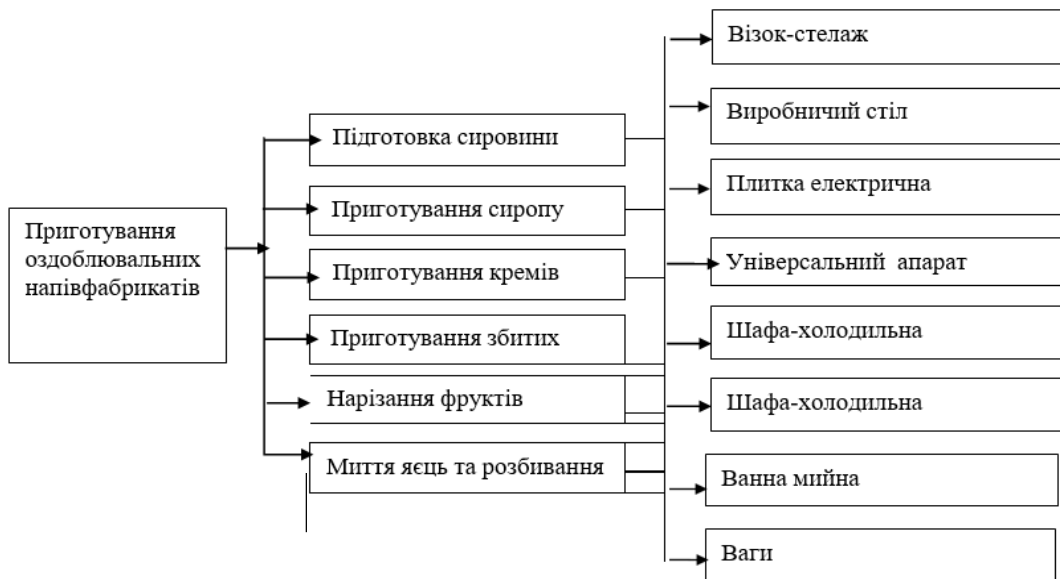 Приготування
оздоблювальних
напівфабрикатів
Підготовка сировини
Приготування сиропу
Приготування кремів
Приготування збитих
Нарізання фруктів
Миття яєць та розбивання
Візок-стелаж
Виробничий стіл
Плитка електрична
Універсальний апарат
Шафа-холодильна
Шафа-холодильна
Ванна мийна
Ваги